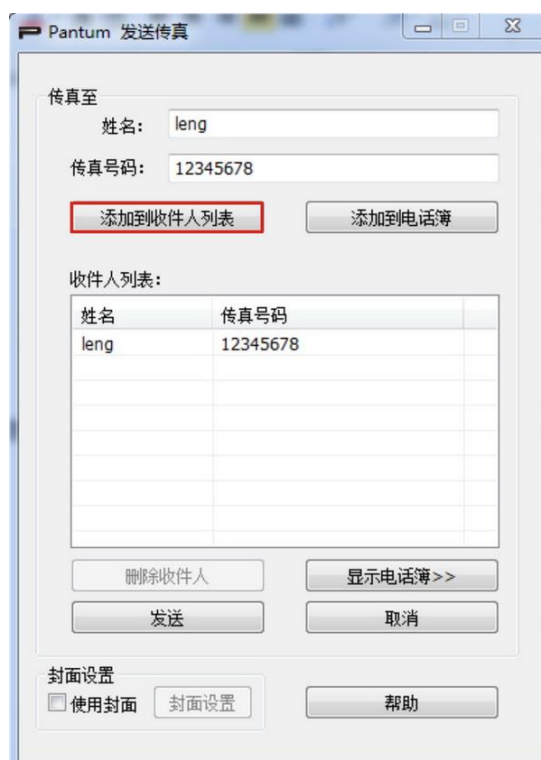 Pantum 发送传真
传真至
姓名: leng
传真号码: 12345678
添加到收件人列表 添加到电话簿
收件人列表:
姓名 传真号码
leng 12345678
删除收件人 显示电话簿>>
发送 取消
封面设置
使用封面 封面设置 帮助